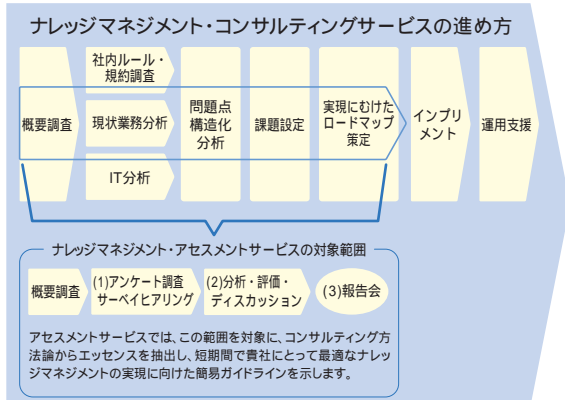 ナレッジマネジメント・コンサルティングサービスの進め方
社内ルール・
規約調査
概要調査
現状業務分析
IT分析
問題点
構造化
分析
課題設定
実現にむけた
ロードマップ
策定
インプリ
メント
運用支援
ナレッジマネジメント・アセスメントサービスの対象範囲
概要調査
(1)アンケート調査
サーベイヒアリング
(2)分析・評価・
ディスカッション
(3)報告会
アセスメントサービスでは、この範囲を対象に、コンサルティング方
法論からエッセンスを抽出し、短期間で貴社にとって最適なナレッ
ジマネジメントの実現に向けた簡易ガイドラインを示します。